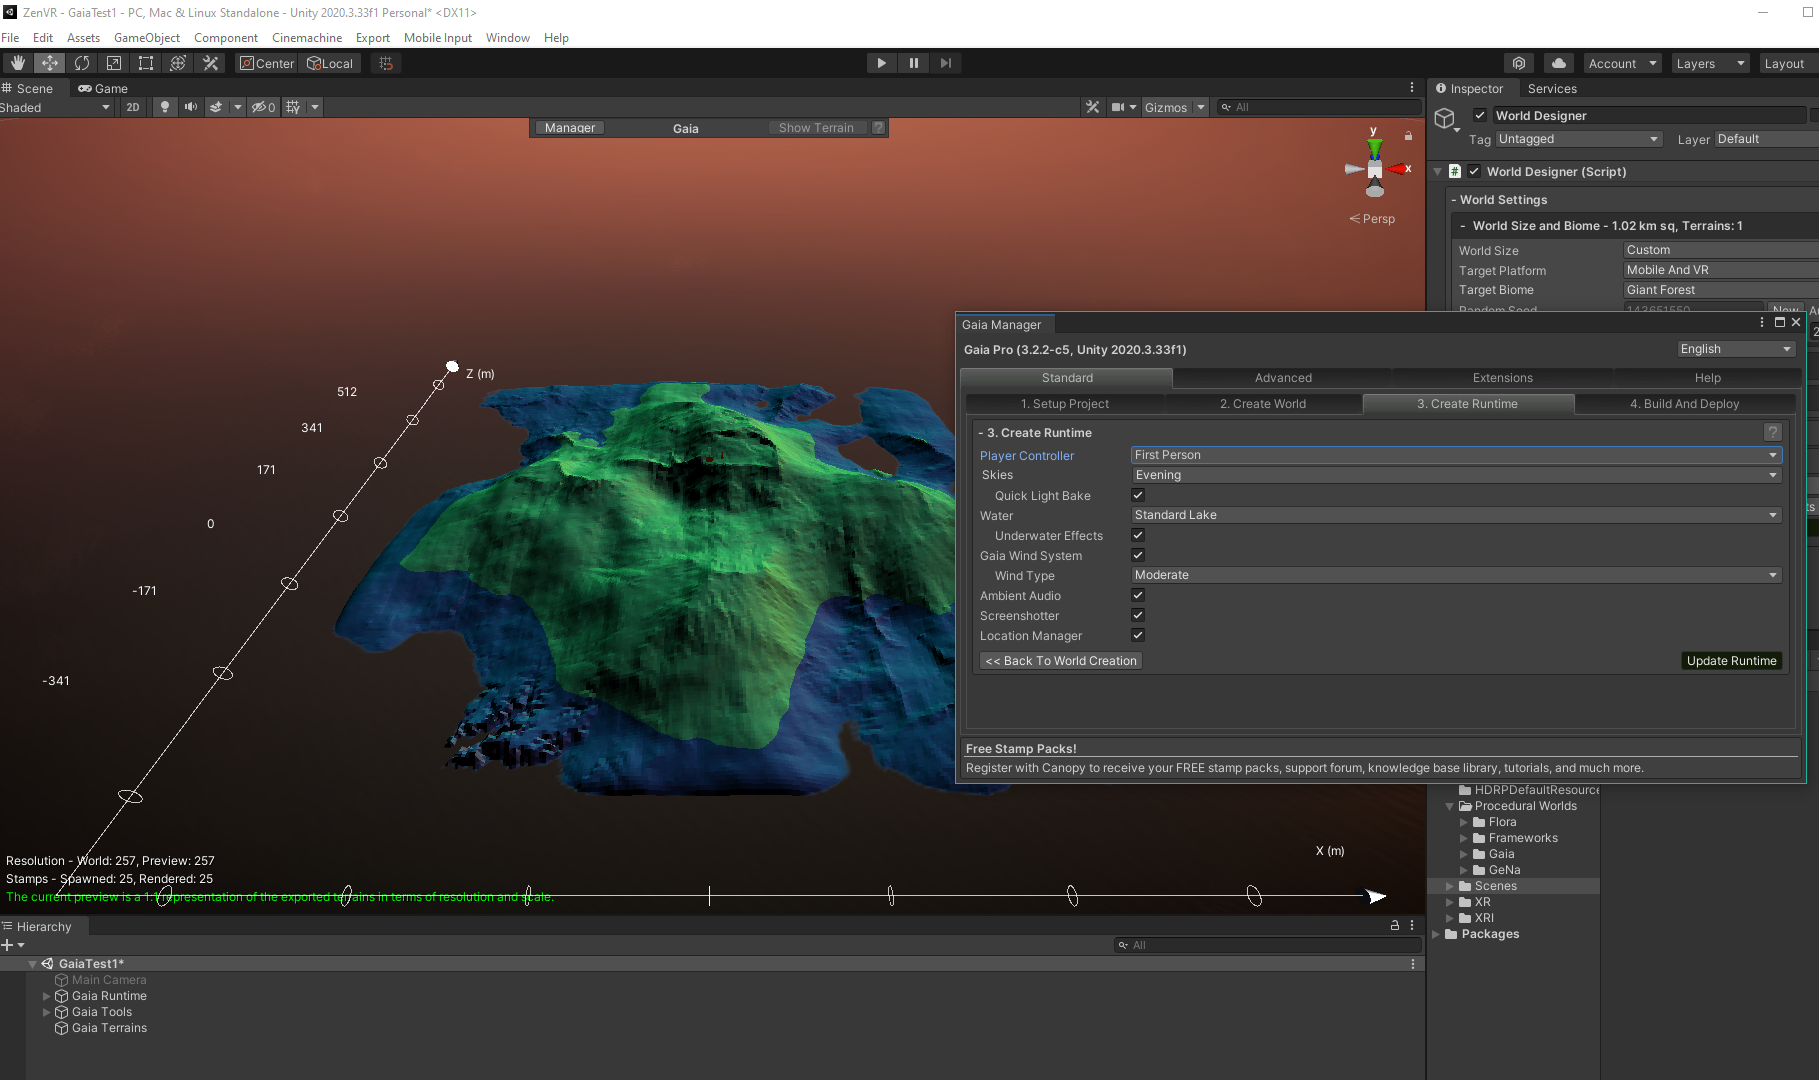 ZenVR - GaiaTest1 - PC, Mac & Linux Standalone - Unity 2020.3.33f1 Personal* <DX11>
File Edit Assets GameObject Component Cinemachine Export Mobile Input Window Help
Center Local Account Layers Layout
Scene Game
Shaded 2D 0 Gizmos All
Manager Gaia Show Terrain ?
y
x
Persp
Z (m)
512
341
171
0
-171
-341
X (m)
Resolution - World: 257, Preview: 257
Stamps - Spawned: 25, Rendered: 25
The current preview is a 1:1 representation of the exported terrains in terms of resolution and scale.
Inspector Services
World Designer
Tag Untagged Layer Default
# World Designer (Script)
- World Settings
- World Size and Biome - 1.02 km sq, Terrains: 1
World Size Custom
Target Platform Mobile And VR
Target Biome Giant Forest
Random Seed 143651550 New
Gaia Manager
Gaia Pro (3.2.2-c5, Unity 2020.3.33f1) English
Standard Advanced Extensions Help
1. Setup Project 2. Create World 3. Create Runtime 4. Build And Deploy
- 3. Create Runtime ?
Player Controller First Person
Skies Evening
Quick Light Bake
Water Standard Lake
Underwater Effects
Gaia Wind System
Wind Type Moderate
Ambient Audio
Screenshotter
Location Manager
<< Back To World Creation Update Runtime
Free Stamp Packs!
Register with Canopy to receive your FREE stamp packs, support forum, knowledge base library, tutorials, and much more.
HDRPDefaultResource
Procedural Worlds
Flora
Frameworks
Gaia
GeNa
Scenes
XR
XRI
Packages
Hierarchy
All
GaiaTest1*
Main Camera
Gaia Runtime
Gaia Tools
Gaia Terrains